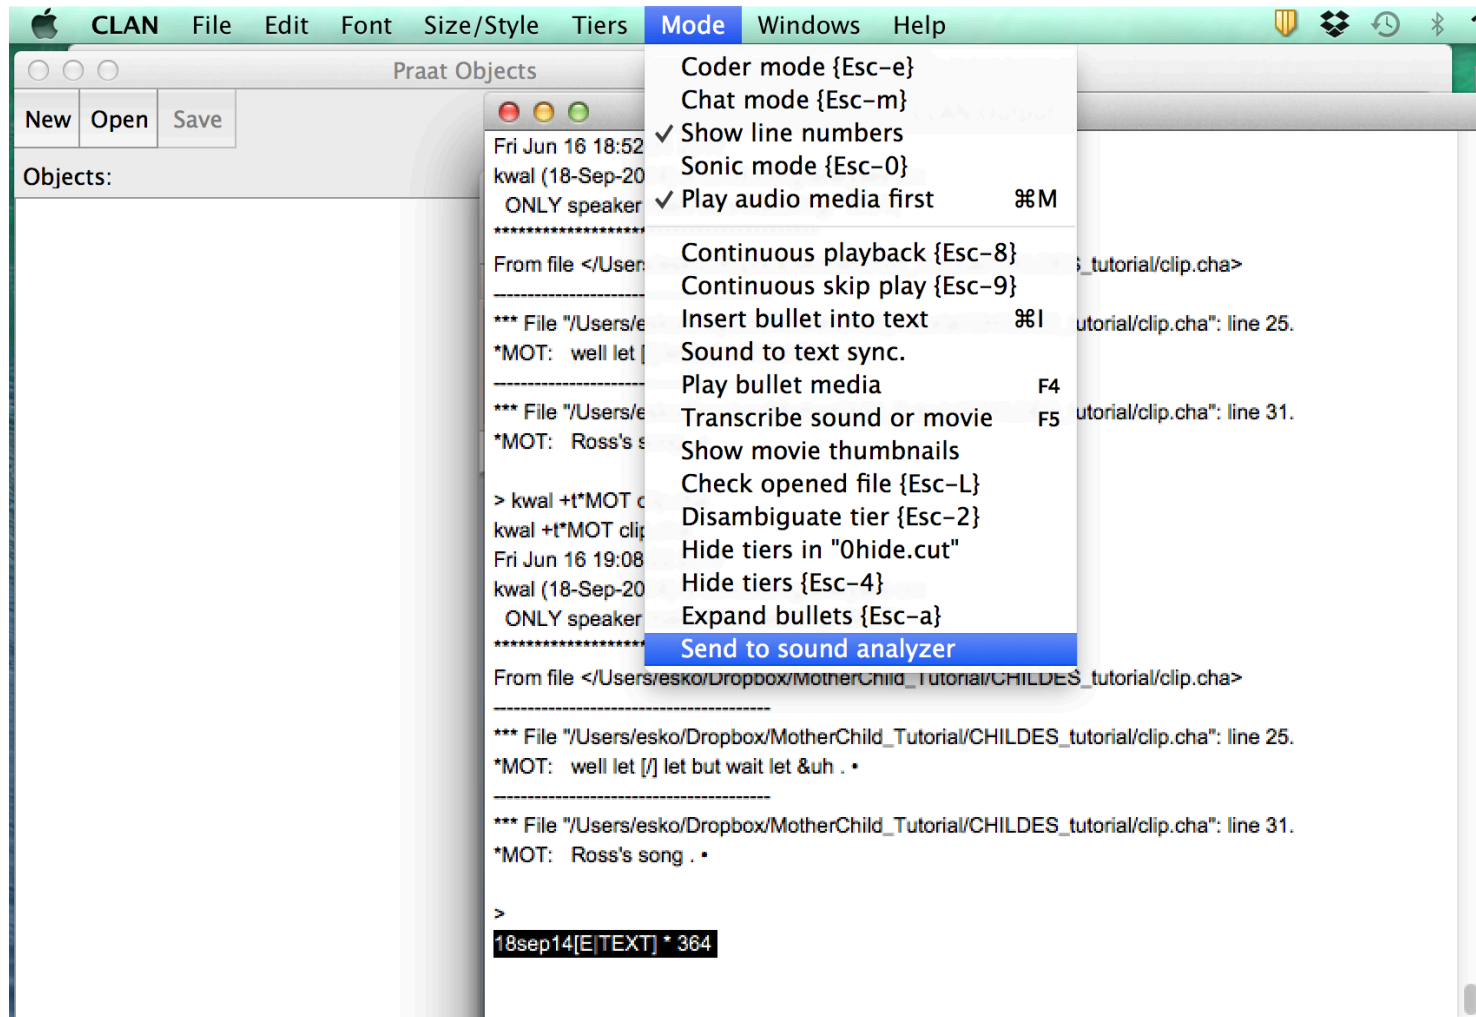 CLAN File Edit Font Size/Style Tiers Mode Windows Help
Praat Objects
New Open Save
Objects:
Coder mode {Esc-e}
Chat mode {Esc-m}
✓ Show line numbers
Sonic mode {Esc-0}
✓ Play audio media first ⌘M
Continuous playback {Esc-8}
Continuous skip play {Esc-9}
Insert bullet into text ⌘I
Sound to text sync.
Play bullet media F4
Transcribe sound or movie F5
Show movie thumbnails
Check opened file {Esc-L}
Disambiguate tier {Esc-2}
Hide tiers in "0hide.cut"
Hide tiers {Esc-4}
Expand bullets {Esc-a}
Send to sound analyzer
Fri Jun 16 18:52
kwal (18-Sep-20
ONLY speaker
****************************************
From file </User _tutorial/clip.cha>
----------------------------------------
*** File "/Users/e utorial/clip.cha": line 25.
*MOT: well let [
----------------------------------------
*** File "/Users/e utorial/clip.cha": line 31.
*MOT: Ross's s
> kwal +t*MOT c
kwal +t*MOT clip
Fri Jun 16 19:08
kwal (18-Sep-20
ONLY speaker
****************************************
From file </Users/esko/Dropbox/MotherChild_Tutorial/CHILDES_tutorial/clip.cha>
----------------------------------------
*** File "/Users/esko/Dropbox/MotherChild_Tutorial/CHILDES_tutorial/clip.cha": line 25.
*MOT: well let [/] let but wait let &uh . •
----------------------------------------
*** File "/Users/esko/Dropbox/MotherChild_Tutorial/CHILDES_tutorial/clip.cha": line 31.
*MOT: Ross's song . •
>
18sep14[E|TEXT] * 364